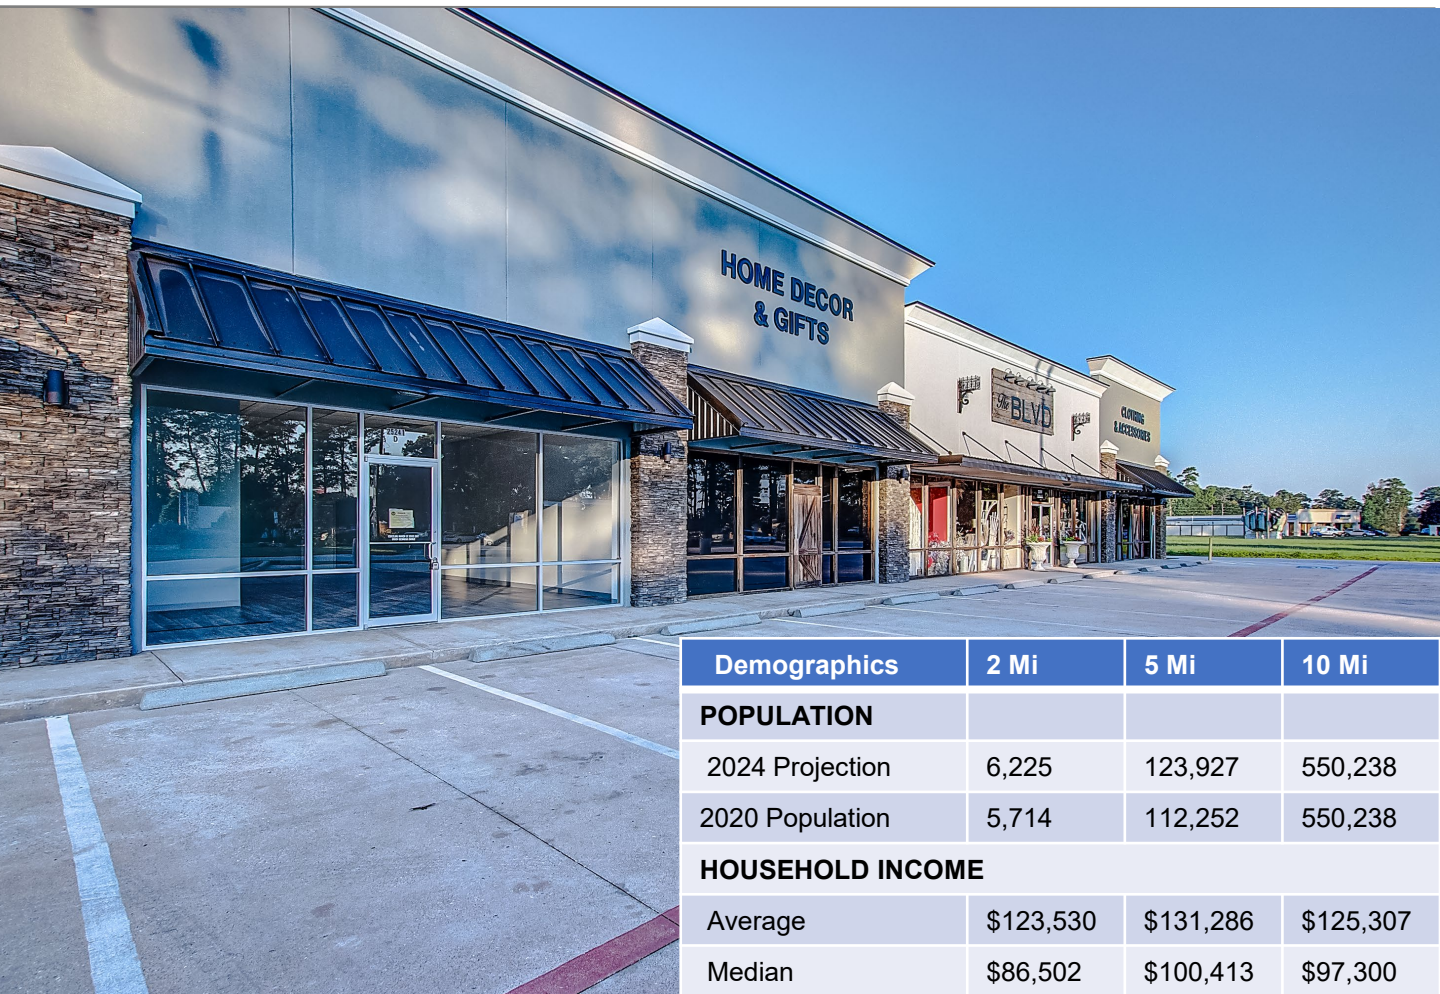 HOME DECOR
& GIFTS
The BLVD
CLOTHING
& ACCESSORIES
D
Demographics 2 Mi 5 Mi 10 Mi
POPULATION
2024 Projection 6,225 123,927 550,238
2020 Population 5,714 112,252 550,238
HOUSEHOLD INCOME
Average $123,530 $131,286 $125,307
Median $86,502 $100,413 $97,300